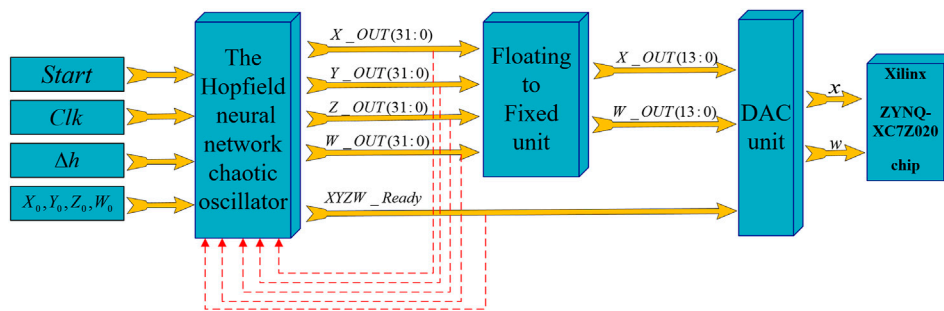 Start
Clk
Δh
X₀,Y₀,Z₀,W₀
The
Hopfield
neural
network
chaotic
oscillator
X_OUT(31:0)
Y_OUT(31:0)
Z_OUT(31:0)
W_OUT(31:0)
XYZW_Ready
Floating
to
Fixed
unit
X_OUT(13:0)
W_OUT(13:0)
DAC
unit
x
w
Xilinx
ZYNQ-
XC7Z020
chip